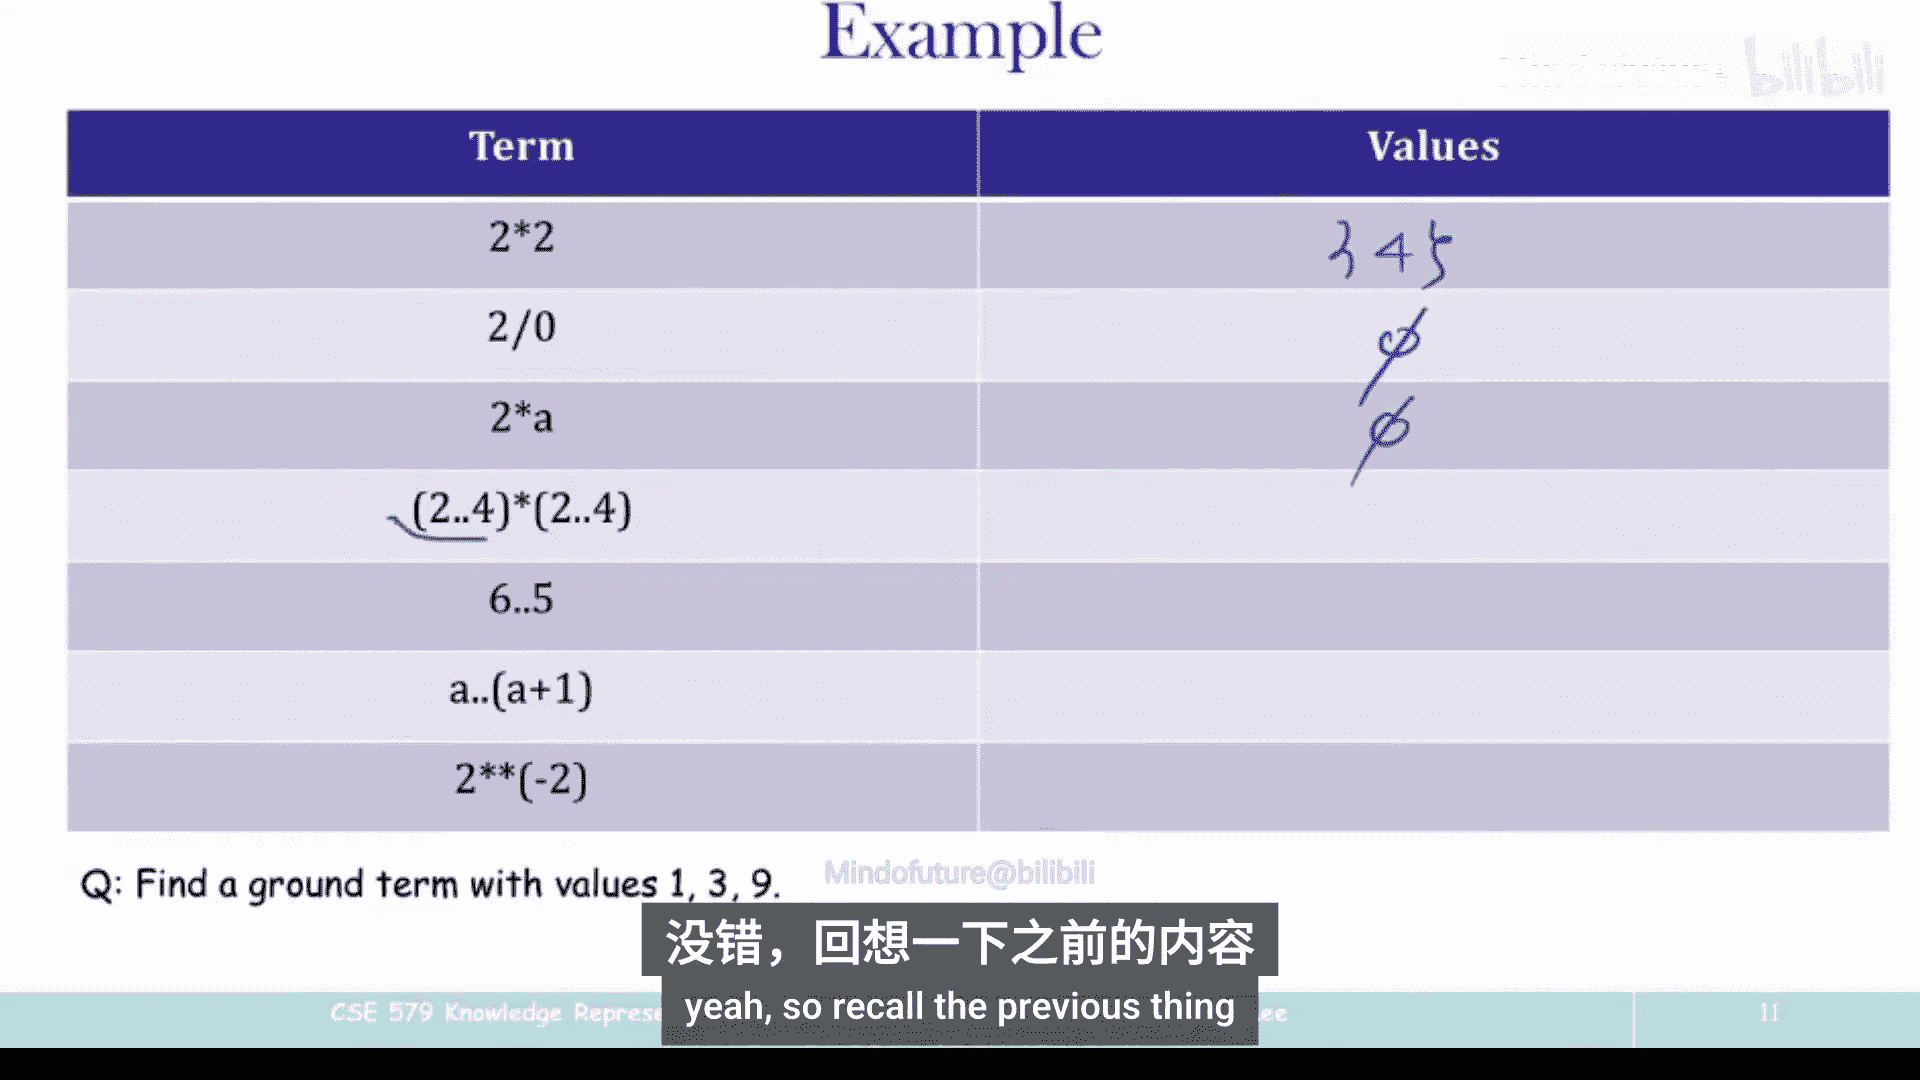 Example
bilibili
Term Values
2*2 {4}
2/0 ∅
2*a ∅
(2..4)*(2..4)
6..5
a..(a+1)
2**(-2)
Q: Find a ground term with values 1, 3, 9.
Mindofuture@bilibili
没错，回想一下之前的内容
yeah, so recall the previous thing
CSE 579 Knowledge 11